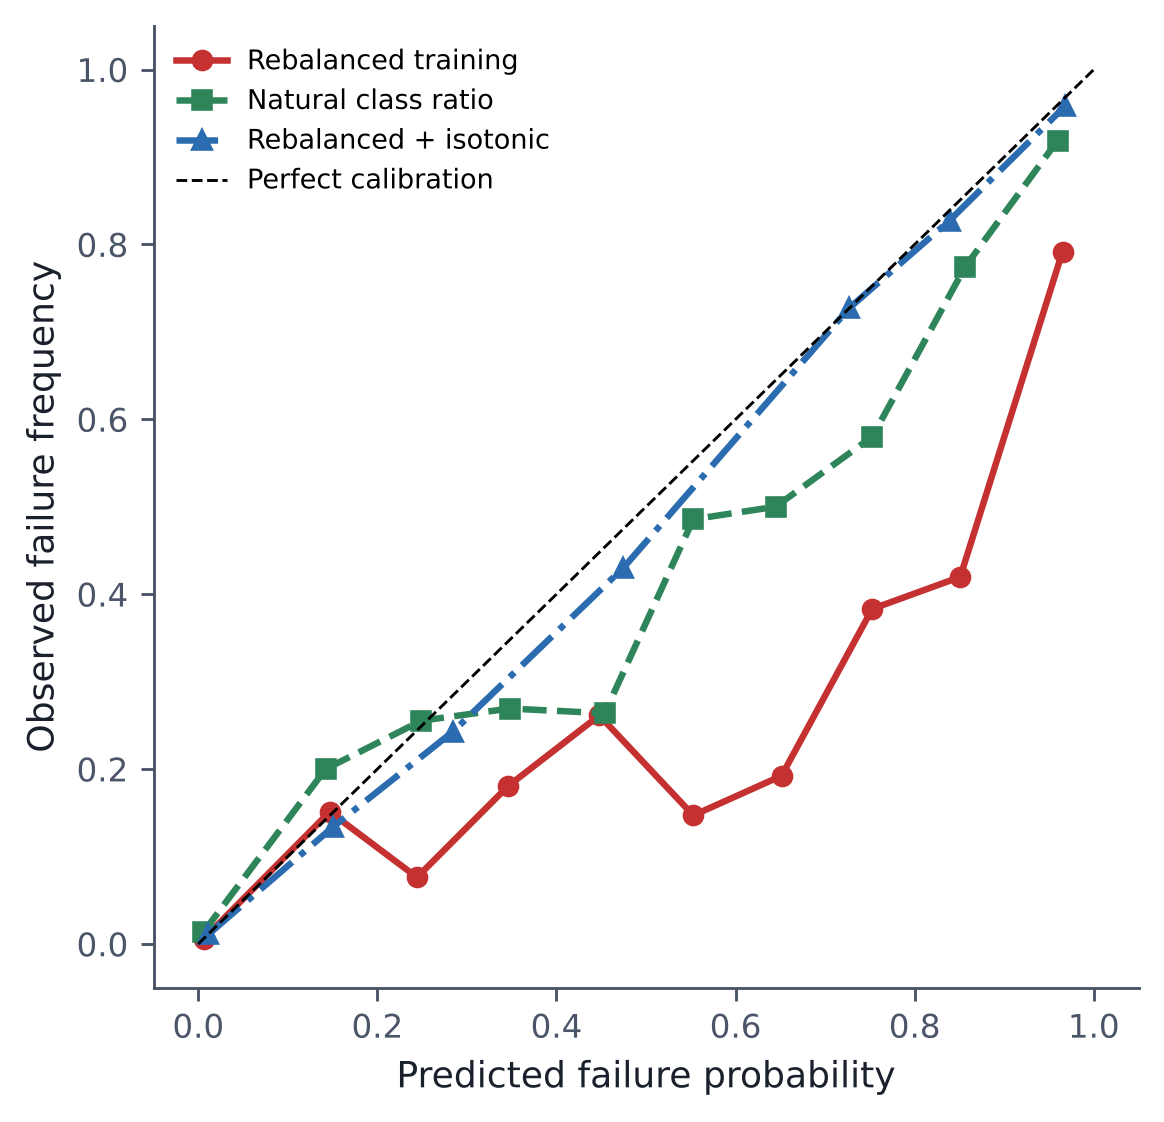 Rebalanced training
Natural class ratio
Rebalanced + isotonic
Perfect calibration
Observed failure frequency
1.0
0.8
0.6
0.4
0.2
0.0
0.0 0.2 0.4 0.6 0.8 1.0
Predicted failure probability